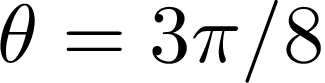 θ = 3π/8